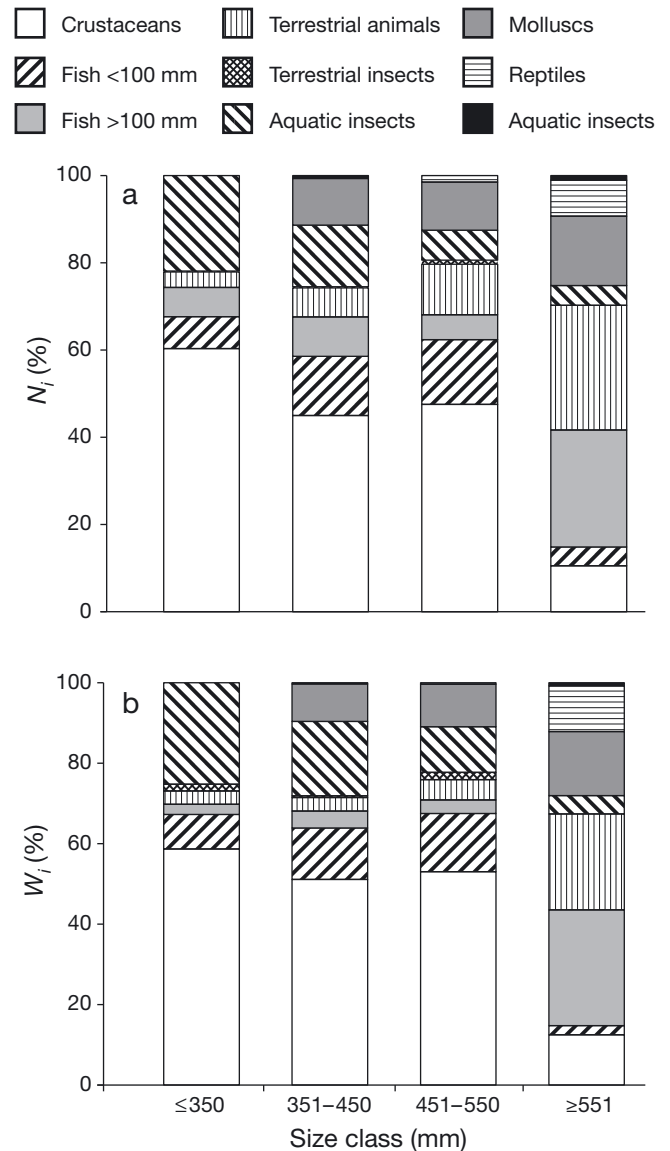 Crustaceans Terrestrial animals Molluscs
Fish <100 mm Terrestrial insects Reptiles
Fish >100 mm Aquatic insects Aquatic insects
a
100
80
60
40
20
0
N_i (%)
b
100
80
60
40
20
0
W_i (%)
≤350 351–450 451–550 ≥551
Size class (mm)